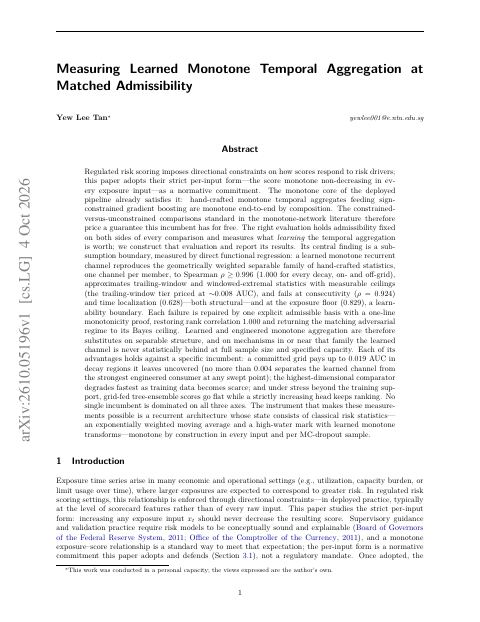 Measuring Learned Monotone Temporal Aggregation at
Matched Admissibility
Yew Lee Tan* yewlee001@e.ntu.edu.sg
Abstract
Regulated risk scoring imposes directional constraints on how scores respond to risk drivers;
this paper adopts their strict per-input form—the score monotone non-decreasing in ev-
ery exposure input—as a normative commitment. The monotone core of the deployed
pipeline already satisfies it: hand-crafted monotone temporal aggregates feeding sign-
constrained gradient boosting are monotone end-to-end by composition. The constrained-
versus-unconstrained comparisons standard in the monotone-network literature therefore
price a guarantee this incumbent has for free. The right evaluation holds admissibility fixed
on both sides of every comparison and measures what learning the temporal aggregation
is worth; we construct that evaluation and report its results. Its central finding is a sub-
sumption boundary, measured by direct functional regression: a learned monotone recurrent
channel reproduces the geometrically weighted separable family of hand-crafted statistics,
one channel per member, to Spearman ρ ≥ 0.996 (1.000 for every decay, on- and off-grid),
approximates trailing-window and windowed-extremal statistics with measurable ceilings
(the trailing-window tier priced at ∼0.008 AUC), and fails at consecutivity (ρ = 0.924)
and time localization (0.628)—both structural—and at the exposure floor (0.829), a learn-
ability boundary. Each failure is repaired by one explicit admissible basis with a one-line
monotonicity proof, restoring rank correlation 1.000 and returning the matching adversarial
regime to its Bayes ceiling. Learned and engineered monotone aggregation are therefore
substitutes on separable structure, and on mechanisms in or near that family the learned
channel is never statistically behind at full sample size and specified capacity. Each of its
advantages holds against a specific incumbent: a committed grid pays up to 0.019 AUC in
decay regions it leaves uncovered (no more than 0.004 separates the learned channel from
the strongest engineered consumer at any swept point); the highest-dimensional comparator
degrades fastest as training data becomes scarce; and under stress beyond the training sup-
port, grid-fed tree-ensemble scores go flat while a strictly increasing head keeps ranking. No
single incumbent is dominated on all three axes. The instrument that makes these measure-
ments possible is a recurrent architecture whose state consists of classical risk statistics—
an exponentially weighted moving average and a high-water mark with learned monotone
transforms—monotone by construction in every input and per MC-dropout sample.
1 Introduction
Exposure time series arise in many economic and operational settings (e.g., utilization, capacity burden, or
limit usage over time), where larger exposures are expected to correspond to greater risk. In regulated risk
scoring settings, this relationship is enforced through directional constraints—in deployed practice, typically
at the level of scorecard features rather than of every raw input. This paper studies the strict per-input
form: increasing any exposure input xₜ should never decrease the resulting score. Supervisory guidance
and validation practice require risk models to be conceptually sound and explainable (Board of Governors
of the Federal Reserve System, 2011; Office of the Comptroller of the Currency, 2011), and a monotone
exposure-score relationship is a standard way to meet that expectation; the per-input form is a normative
commitment this paper adopts and defends (Section 3.1), not a regulatory mandate. Once adopted, the
*This work was conducted in a personal capacity; the views expressed are the author's own.
1
arXiv:2610.05196v1 [cs.LG] 4 Oct 2026